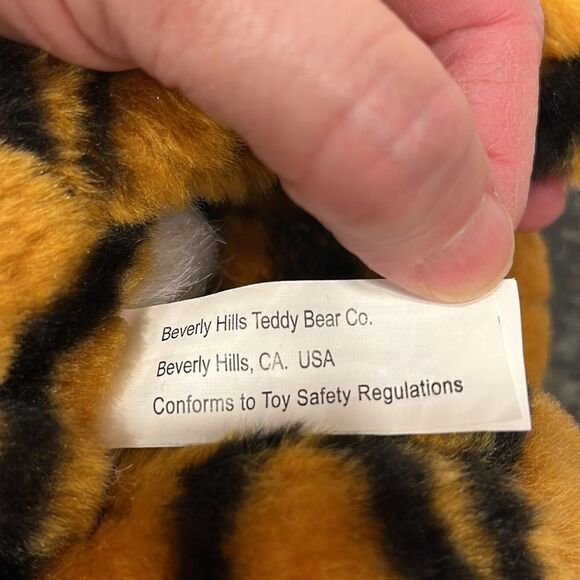 Beverly Hills Teddy Bear Co.
Beverly Hills, CA. USA
Conforms to Toy Safety Regulations